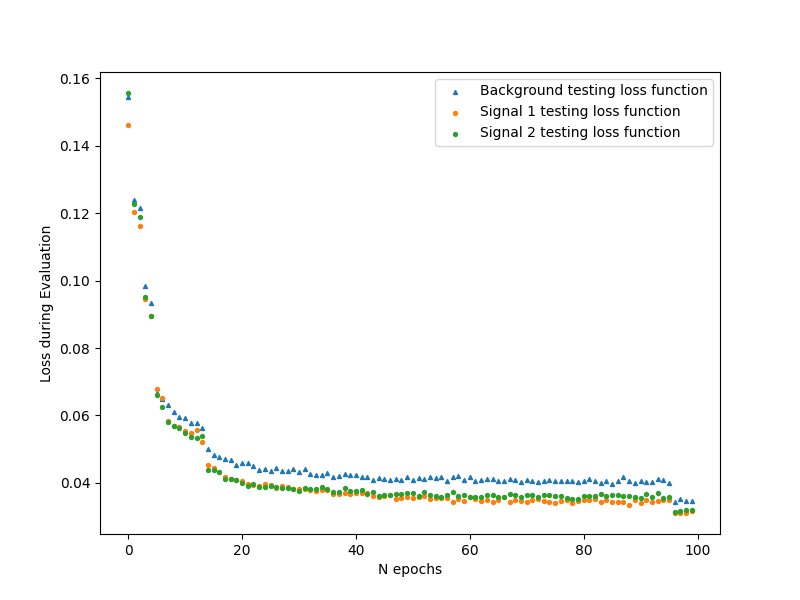 0.16
0.14
0.12
0.10
0.08
0.06
0.04
Loss during Evaluation
Background testing loss function
Signal 1 testing loss function
Signal 2 testing loss function
0 20 40 60 80 100
N epochs